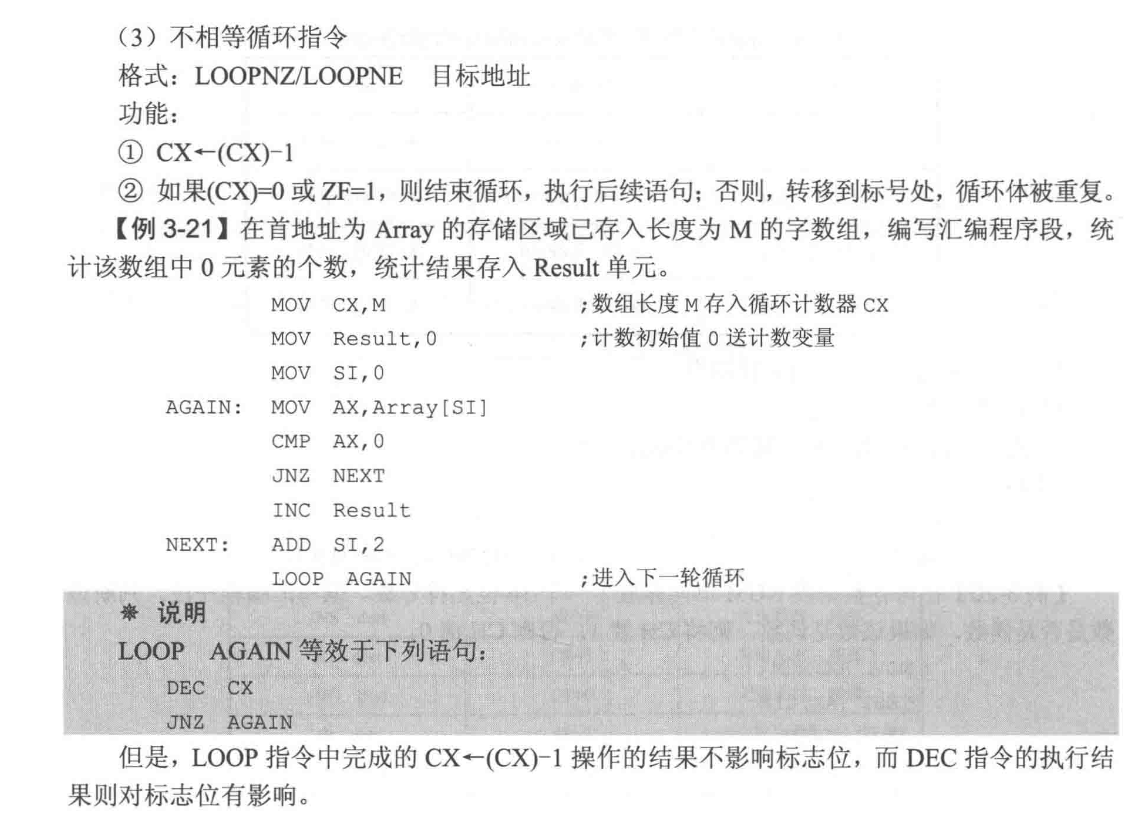 （3）不相等循环指令
格式：LOOPNZ/LOOPNE 目标地址
功能：
① CX←(CX)−1
② 如果(CX)=0 或 ZF=1，则结束循环，执行后续语句；否则，转移到标号处，循环体被重复。
【例 3-21】在首地址为 Array 的存储区域已存入长度为 M 的字数组，编写汇编程序段，统
计该数组中 0 元素的个数，统计结果存入 Result 单元。
MOV CX,M ;数组长度 M 存入循环计数器 CX
MOV Result,0 ;计数初始值 0 送计数变量
MOV SI,0
AGAIN: MOV AX,Array[SI]
CMP AX,0
JNZ NEXT
INC Result
NEXT: ADD SI,2
LOOP AGAIN ;进入下一轮循环
※ 说明
LOOP AGAIN 等效于下列语句：
DEC CX
JNZ AGAIN
但是，LOOP 指令中完成的 CX←(CX)−1 操作的结果不影响标志位，而 DEC 指令的执行结
果则对标志位有影响。